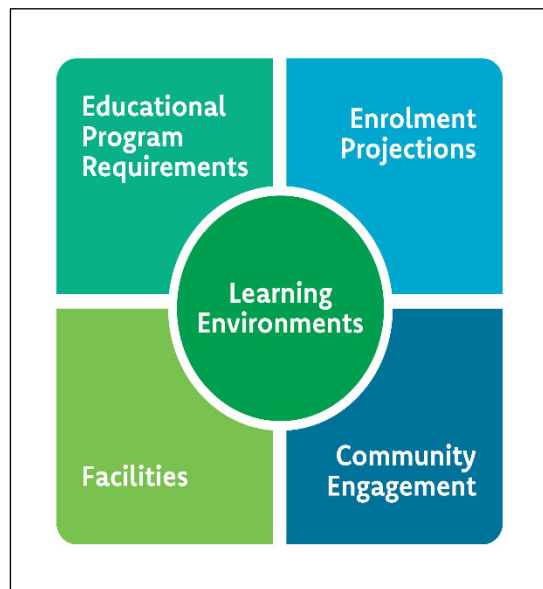 Educational
Program
Requirements
Enrolment
Projections
Learning
Environments
Facilities
Community
Engagement